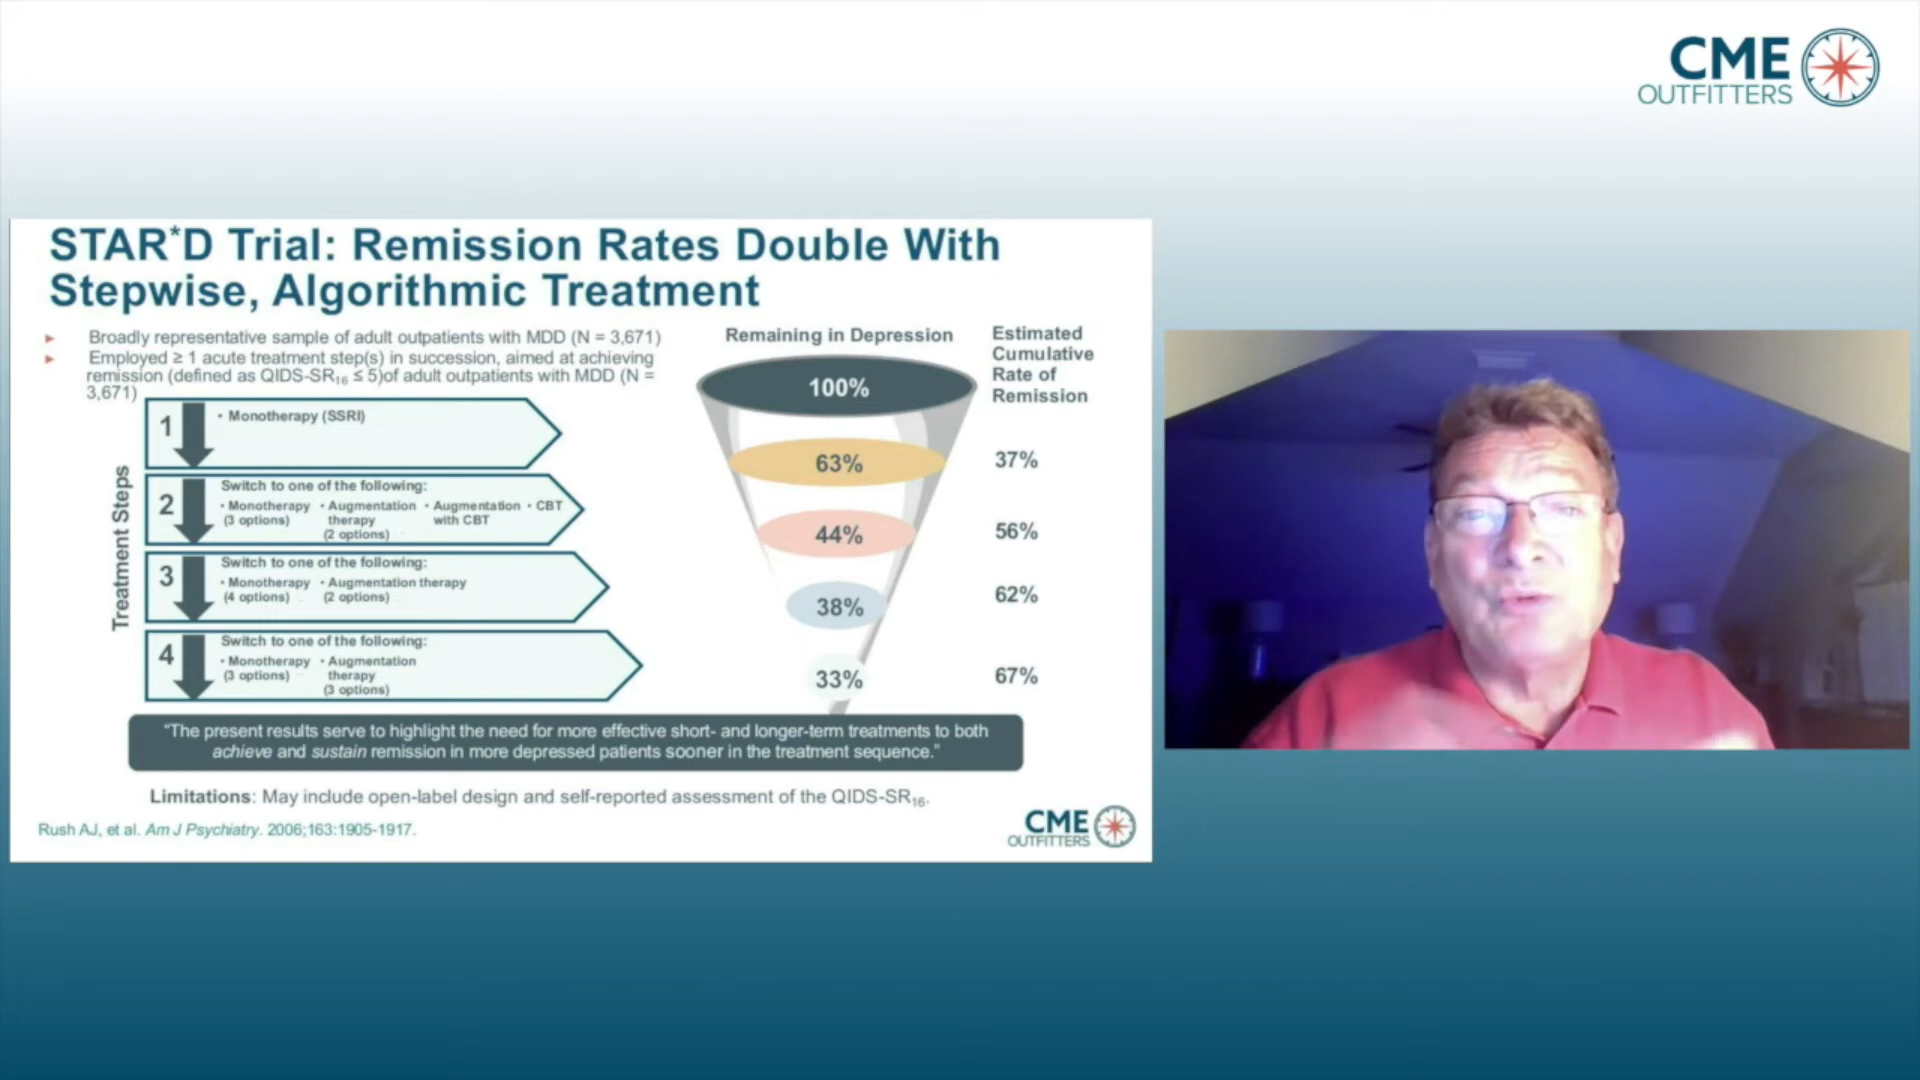 CME
OUTFITTERS
STAR*D Trial: Remission Rates Double With
Stepwise, Algorithmic Treatment
Broadly representative sample of adult outpatients with MDD (N = 3,671)
Employed ≥ 1 acute treatment step(s) in succession, aimed at achieving
remission (defined as QIDS-SR16 ≤ 5)of adult outpatients with MDD (N =
3,671)
Treatment Steps
1
• Monotherapy (SSRI)
2
Switch to one of the following:
• Monotherapy • Augmentation • Augmentation • CBT
(3 options) therapy with CBT
(2 options)
3
Switch to one of the following:
• Monotherapy • Augmentation therapy
(4 options) (2 options)
4
Switch to one of the following:
• Monotherapy • Augmentation
(3 options) therapy
(3 options)
Remaining in Depression
100%
63%
44%
38%
33%
Estimated
Cumulative
Rate of
Remission
37%
56%
62%
67%
“The present results serve to highlight the need for more effective short- and longer-term treatments to both
achieve and sustain remission in more depressed patients sooner in the treatment sequence.”
Limitations: May include open-label design and self-reported assessment of the QIDS-SR16.
Rush AJ, et al. Am J Psychiatry. 2006;163:1905-1917.
CME
OUTFITTERS